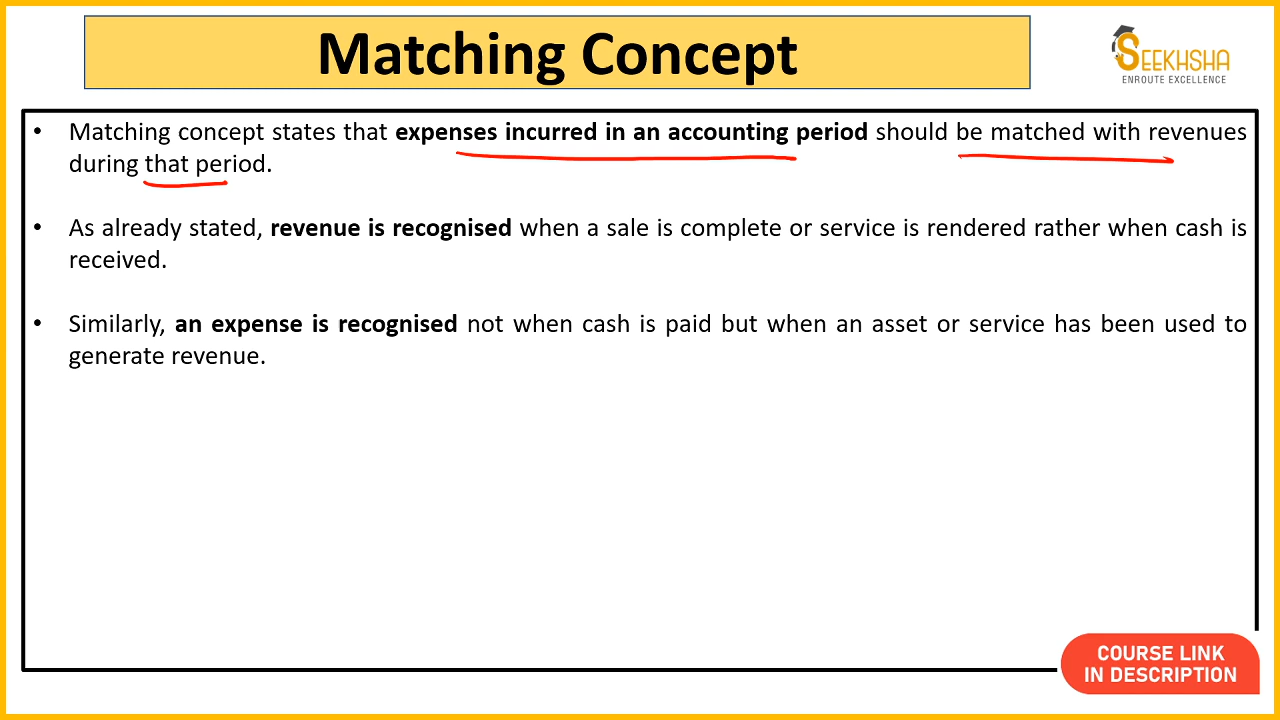 Matching Concept
SEEKHSHA
ENROUTE EXCELLENCE
• Matching concept states that expenses incurred in an accounting period should be matched with revenues
during that period.
• As already stated, revenue is recognised when a sale is complete or service is rendered rather when cash is
received.
• Similarly, an expense is recognised not when cash is paid but when an asset or service has been used to
generate revenue.
COURSE LINK
IN DESCRIPTION